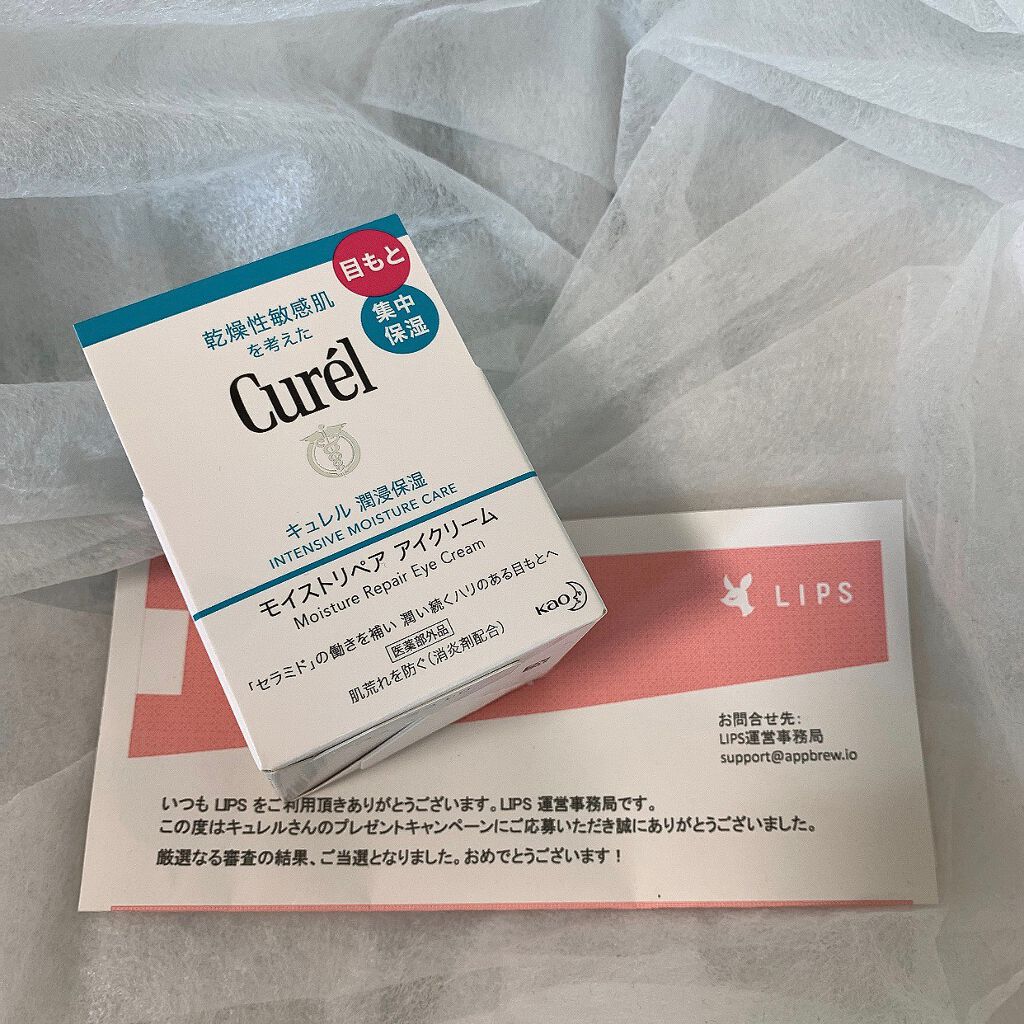 目もと
集中
保湿
乾燥性敏感肌
を考えた
Curél
キュレル 潤浸保湿
INTENSIVE MOISTURE CARE
モイストリペア アイクリーム
Moisture Repair Eye Cream
「セラミド」の働きを補い 潤い続くハリのある目もとへ
医薬部外品
肌荒れを防ぐ(消炎剤配合)
Kao
LIPS
お問合せ先:
LIPS運営事務局
support@appbrew.io
いつも LIPS をご利用頂きありがとうございます。LIPS 運営事務局です。
この度はキュレルさんのプレゼントキャンペーンにご応募いただき誠にありがとうございました。
厳選なる審査の結果、ご当選となりました。おめでとうございます!